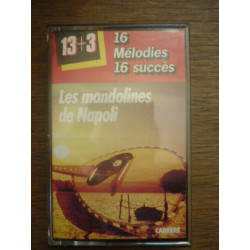 13+3
16
Mélodies
16 succès
Les mandolines
de Napoli
CARRERE